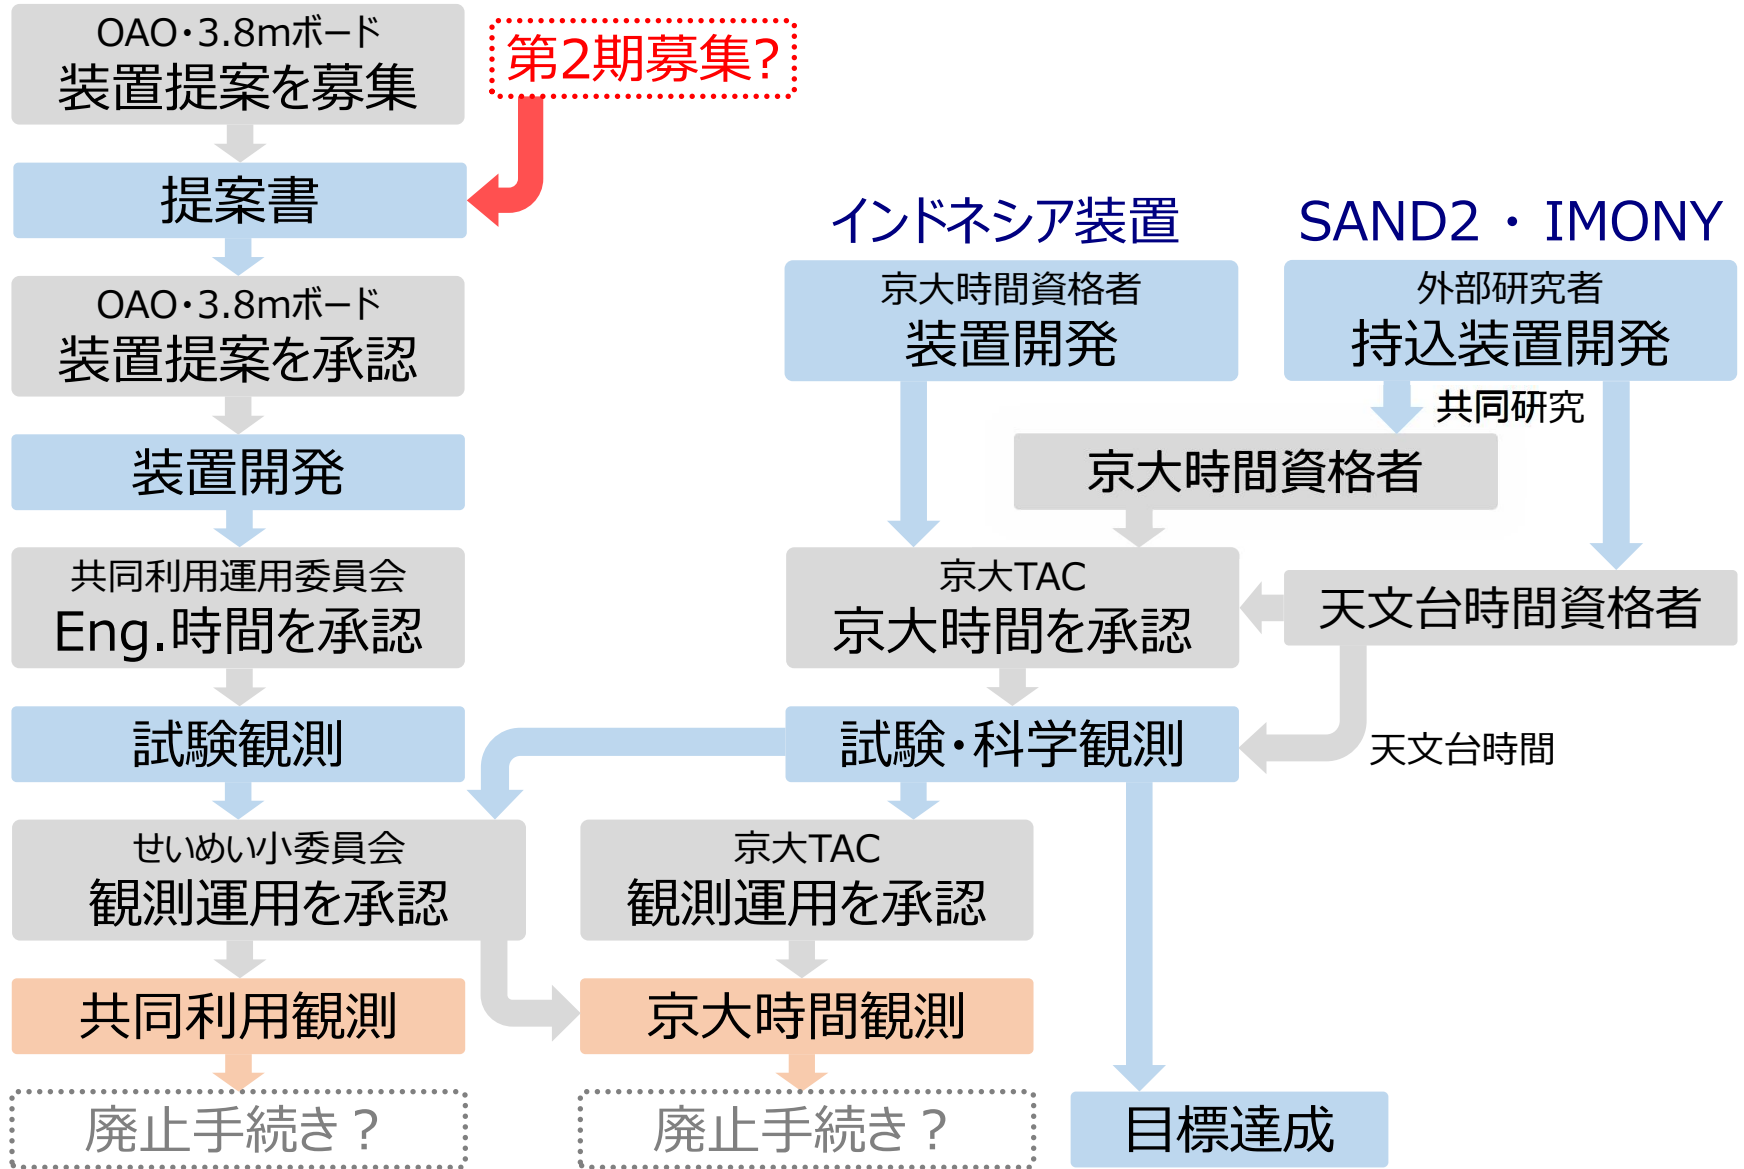 OAO・3.8mボード
装置提案を募集
第2期募集?
提案書
OAO・3.8mボード
装置提案を承認
装置開発
共同利用運用委員会
Eng.時間を承認
試験観測
せいめい小委員会
観測運用を承認
共同利用観測
廃止手続き？
インドネシア装置
京大時間資格者
装置開発
SAND2・IMONY
外部研究者
持込装置開発
共同研究
京大時間資格者
京大TAC
京大時間を承認
天文台時間資格者
試験・科学観測
天文台時間
京大TAC
観測運用を承認
京大時間観測
廃止手続き？
目標達成